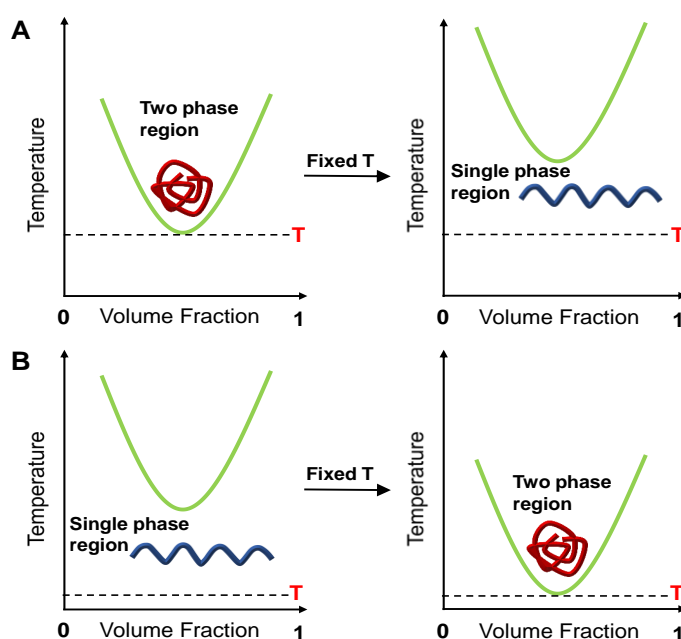 A
Temperature
Two phase
region
T
0
Volume Fraction
1
Fixed T
Temperature
Single phase
region
T
0
Volume Fraction
1
B
Temperature
Single phase
region
T
0
Volume Fraction
1
Fixed T
Temperature
Two phase
region
T
0
Volume Fraction
1